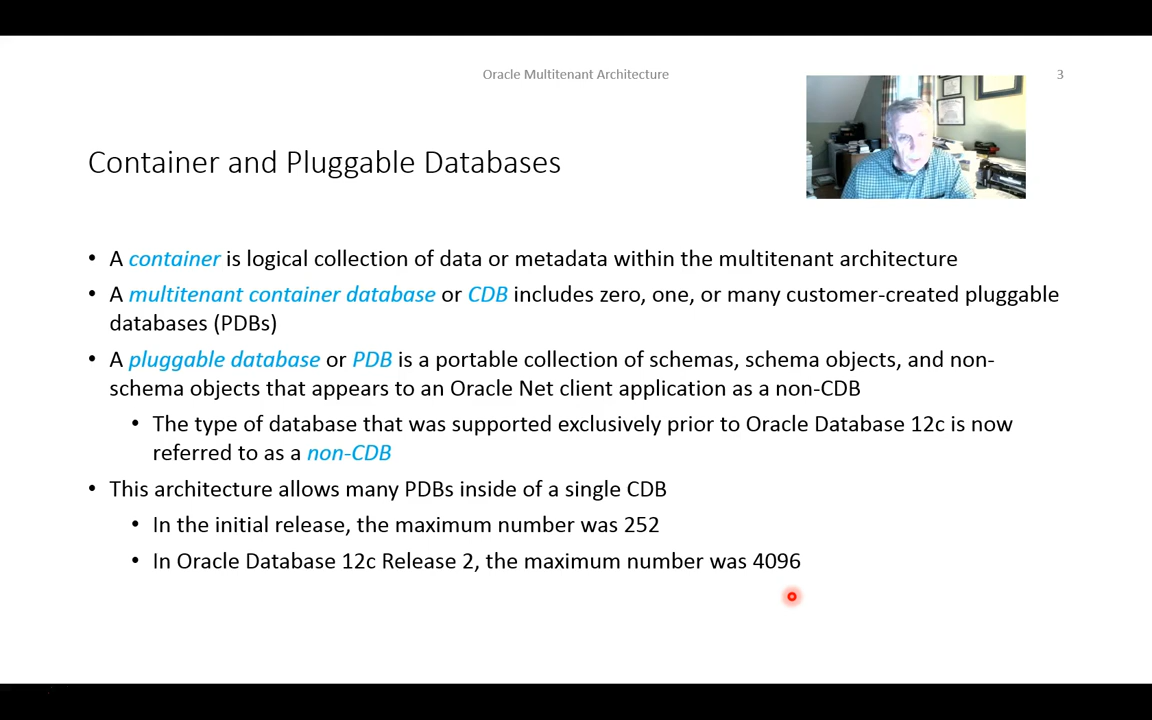 Oracle Multitenant Architecture
3
Container and Pluggable Databases
• A container is logical collection of data or metadata within the multitenant architecture
• A multitenant container database or CDB includes zero, one, or many customer-created pluggable
databases (PDBs)
• A pluggable database or PDB is a portable collection of schemas, schema objects, and non-
schema objects that appears to an Oracle Net client application as a non-CDB
• The type of database that was supported exclusively prior to Oracle Database 12c is now
referred to as a non-CDB
• This architecture allows many PDBs inside of a single CDB
• In the initial release, the maximum number was 252
• In Oracle Database 12c Release 2, the maximum number was 4096